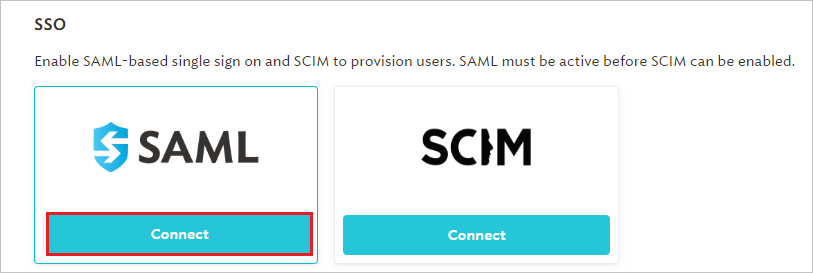 SSO
Enable SAML-based single sign on and SCIM to provision users. SAML must be active before SCIM can be enabled.
SAML
SCIM
Connect
Connect